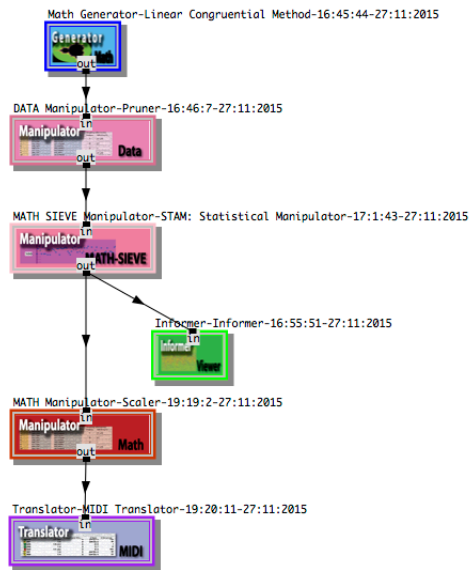 Math Generator-Linear Congruential Method-16:45:44-27:11:2015
Generator
Math
out
DATA Manipulator-Pruner-16:46:7-27:11:2015
in
Manipulator
Data
out
MATH SIEVE Manipulator-STAM: Statistical Manipulator-17:1:43-27:11:2015
in
Manipulator
MATH-SIEVE
out
Informer-Informer-16:55:51-27:11:2015
in
Informer
Viewer
MATH Manipulator-Scaler-19:19:2-27:11:2015
in
Manipulator
Math
out
Translator-MIDI Translator-19:20:11-27:11:2015
in
Translator
MIDI